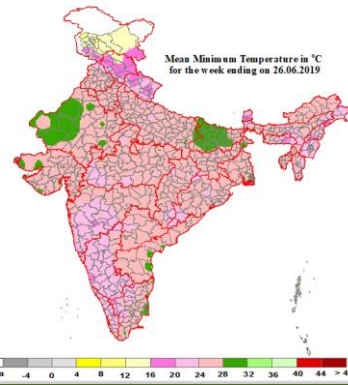 Mean Minimum Temperature in °C
for the week ending on 26.06.2019
-4 0 4 8 12 16 20 24 28 32 36 40 44 > 4